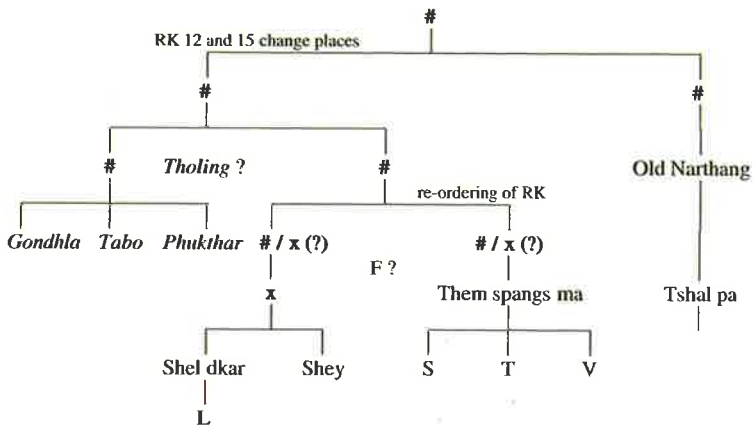 #
RK 12 and 15 change places
# #
# Tholing ? # Old Narthang
re-ordering of RK
Gondhla Tabo Phukthar # / x (?) # / x (?)
F ?
x Them spangs ma Tshal pa
Shel dkar Shey S T V
L